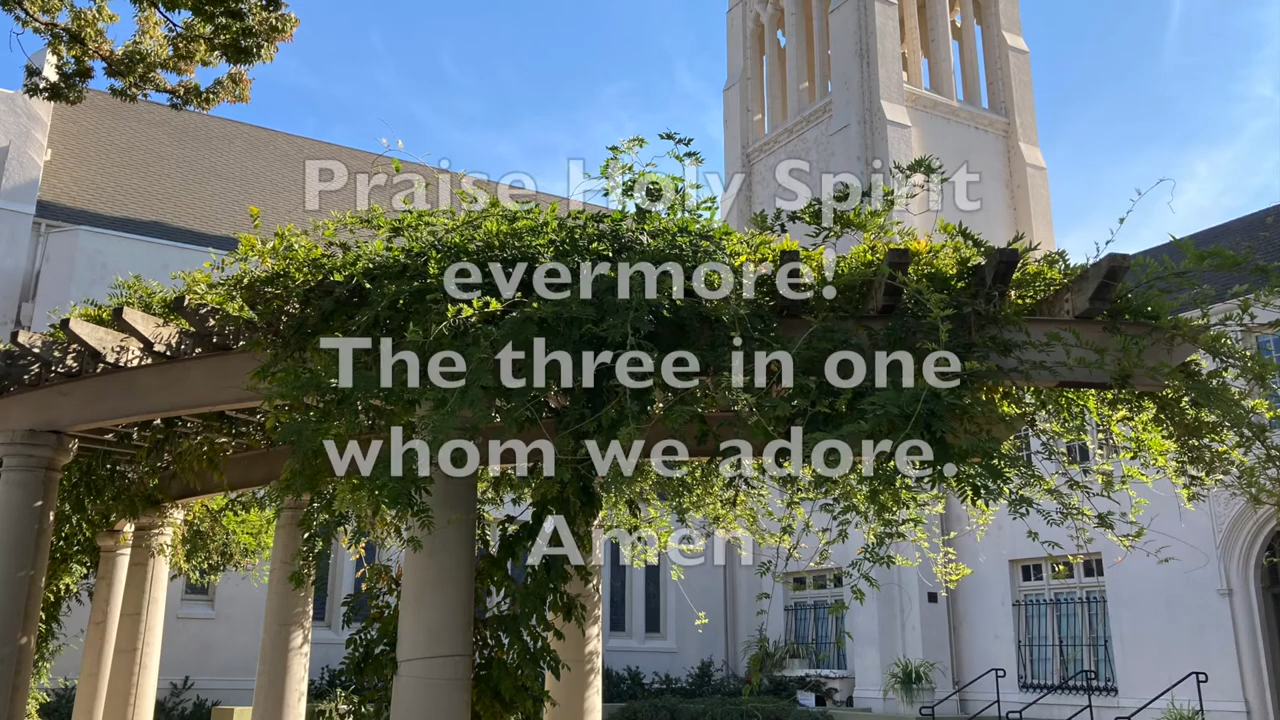 Praise Holy Spirit
evermore!
The three in one
whom we adore.
Amen